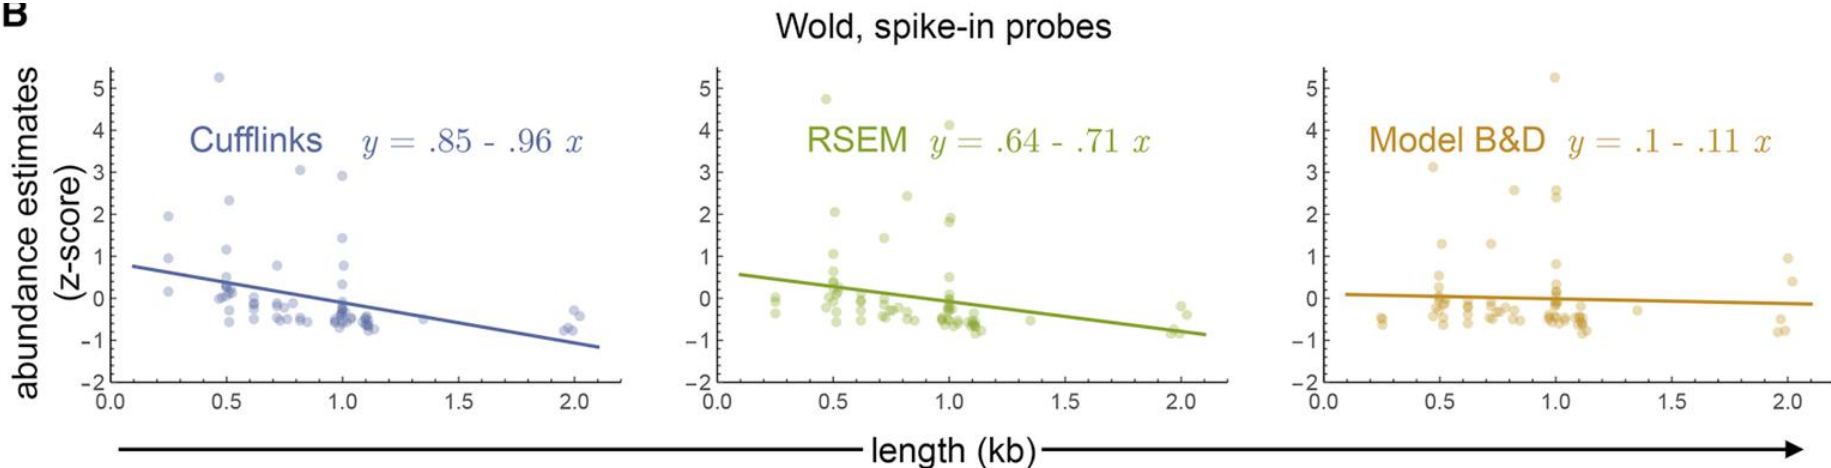 B
Wold, spike-in probes
abundance estimates
(z-score)
5
4
3
2
1
0
−1
−2
0.0 0.5 1.0 1.5 2.0
Cufflinks y = .85 - .96 x
5
4
3
2
1
0
−1
−2
0.0 0.5 1.0 1.5 2.0
RSEM y = .64 - .71 x
5
4
3
2
1
0
−1
−2
0.0 0.5 1.0 1.5 2.0
Model B&D y = .1 - .11 x
length (kb)